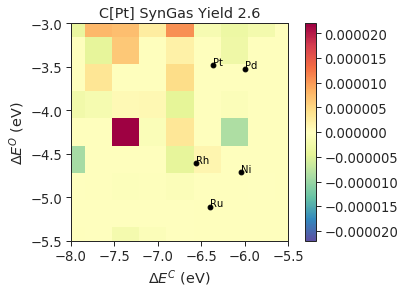 C[Pt] SynGas Yield 2.6
−3.0
−3.5
−4.0
−4.5
−5.0
−5.5
ΔE^O (eV)
Pt
Pd
Rh
Ni
Ru
−8.0 −7.5 −7.0 −6.5 −6.0 −5.5
ΔE^C (eV)
0.000020
0.000015
0.000010
0.000005
0.000000
−0.000005
−0.000010
−0.000015
−0.000020